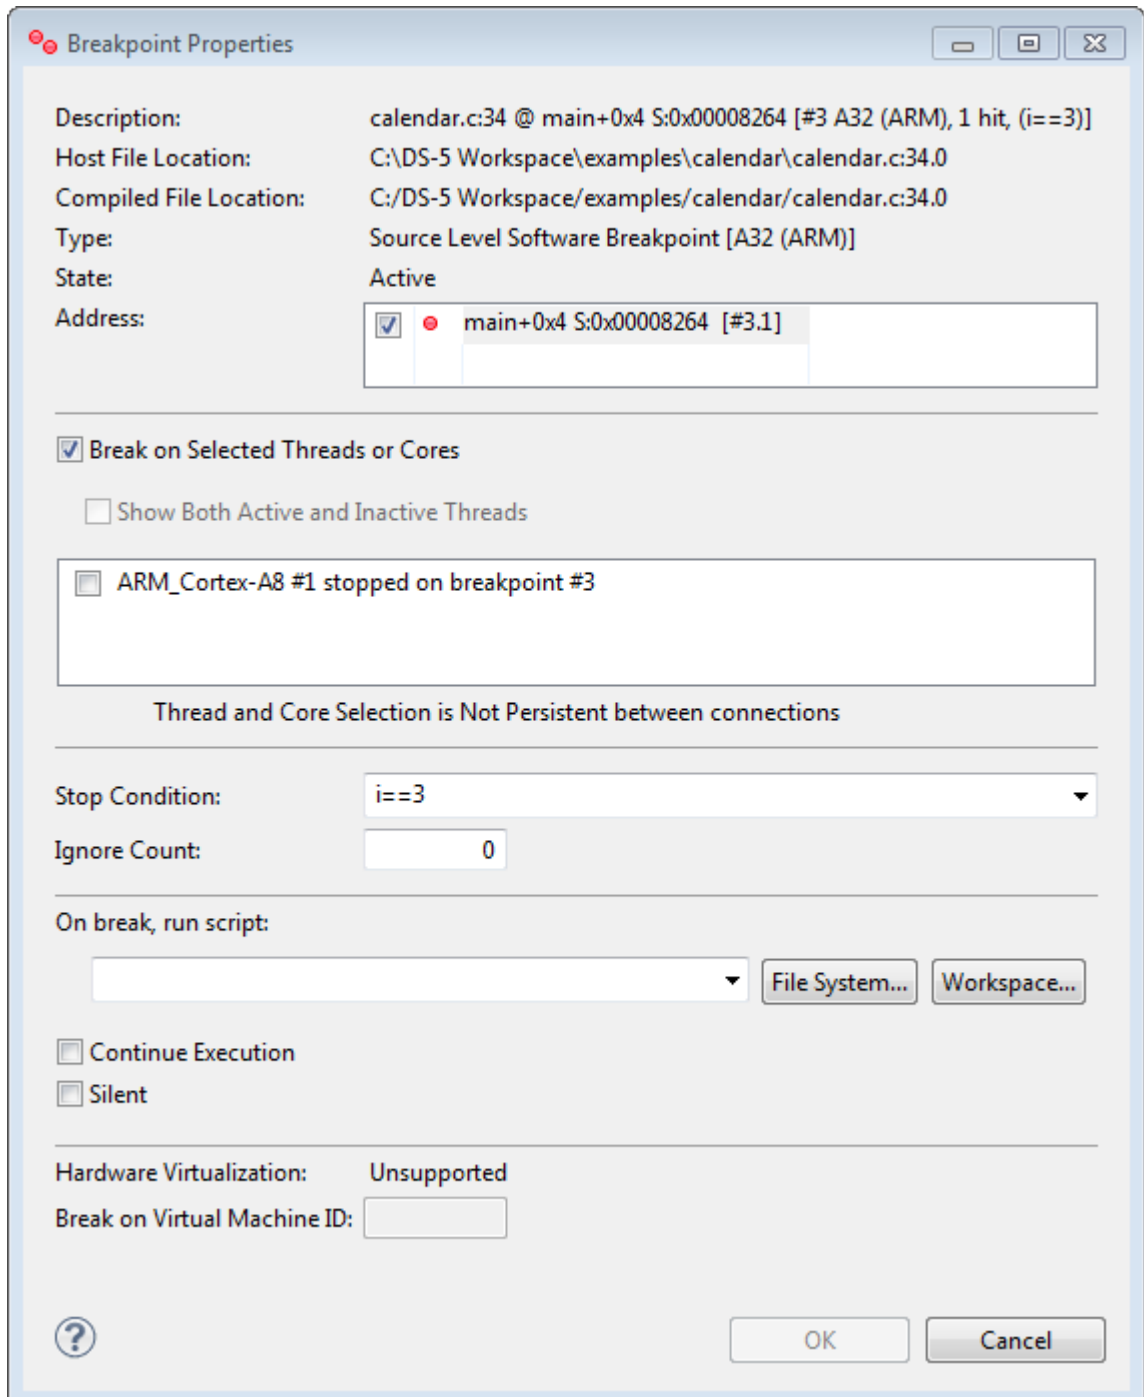 Breakpoint Properties
Description: calendar.c:34 @ main+0x4 S:0x00008264 [#3 A32 (ARM), 1 hit, (i==3)]
Host File Location: C:\DS-5 Workspace\examples\calendar\calendar.c:34.0
Compiled File Location: C:/DS-5 Workspace/examples/calendar/calendar.c:34.0
Type: Source Level Software Breakpoint [A32 (ARM)]
State: Active
Address: main+0x4 S:0x00008264 [#3.1]
Break on Selected Threads or Cores
Show Both Active and Inactive Threads
ARM_Cortex-A8 #1 stopped on breakpoint #3
Thread and Core Selection is Not Persistent between connections
Stop Condition: i==3
Ignore Count: 0
On break, run script:
File System... Workspace...
Continue Execution
Silent
Hardware Virtualization: Unsupported
Break on Virtual Machine ID:
? OK Cancel